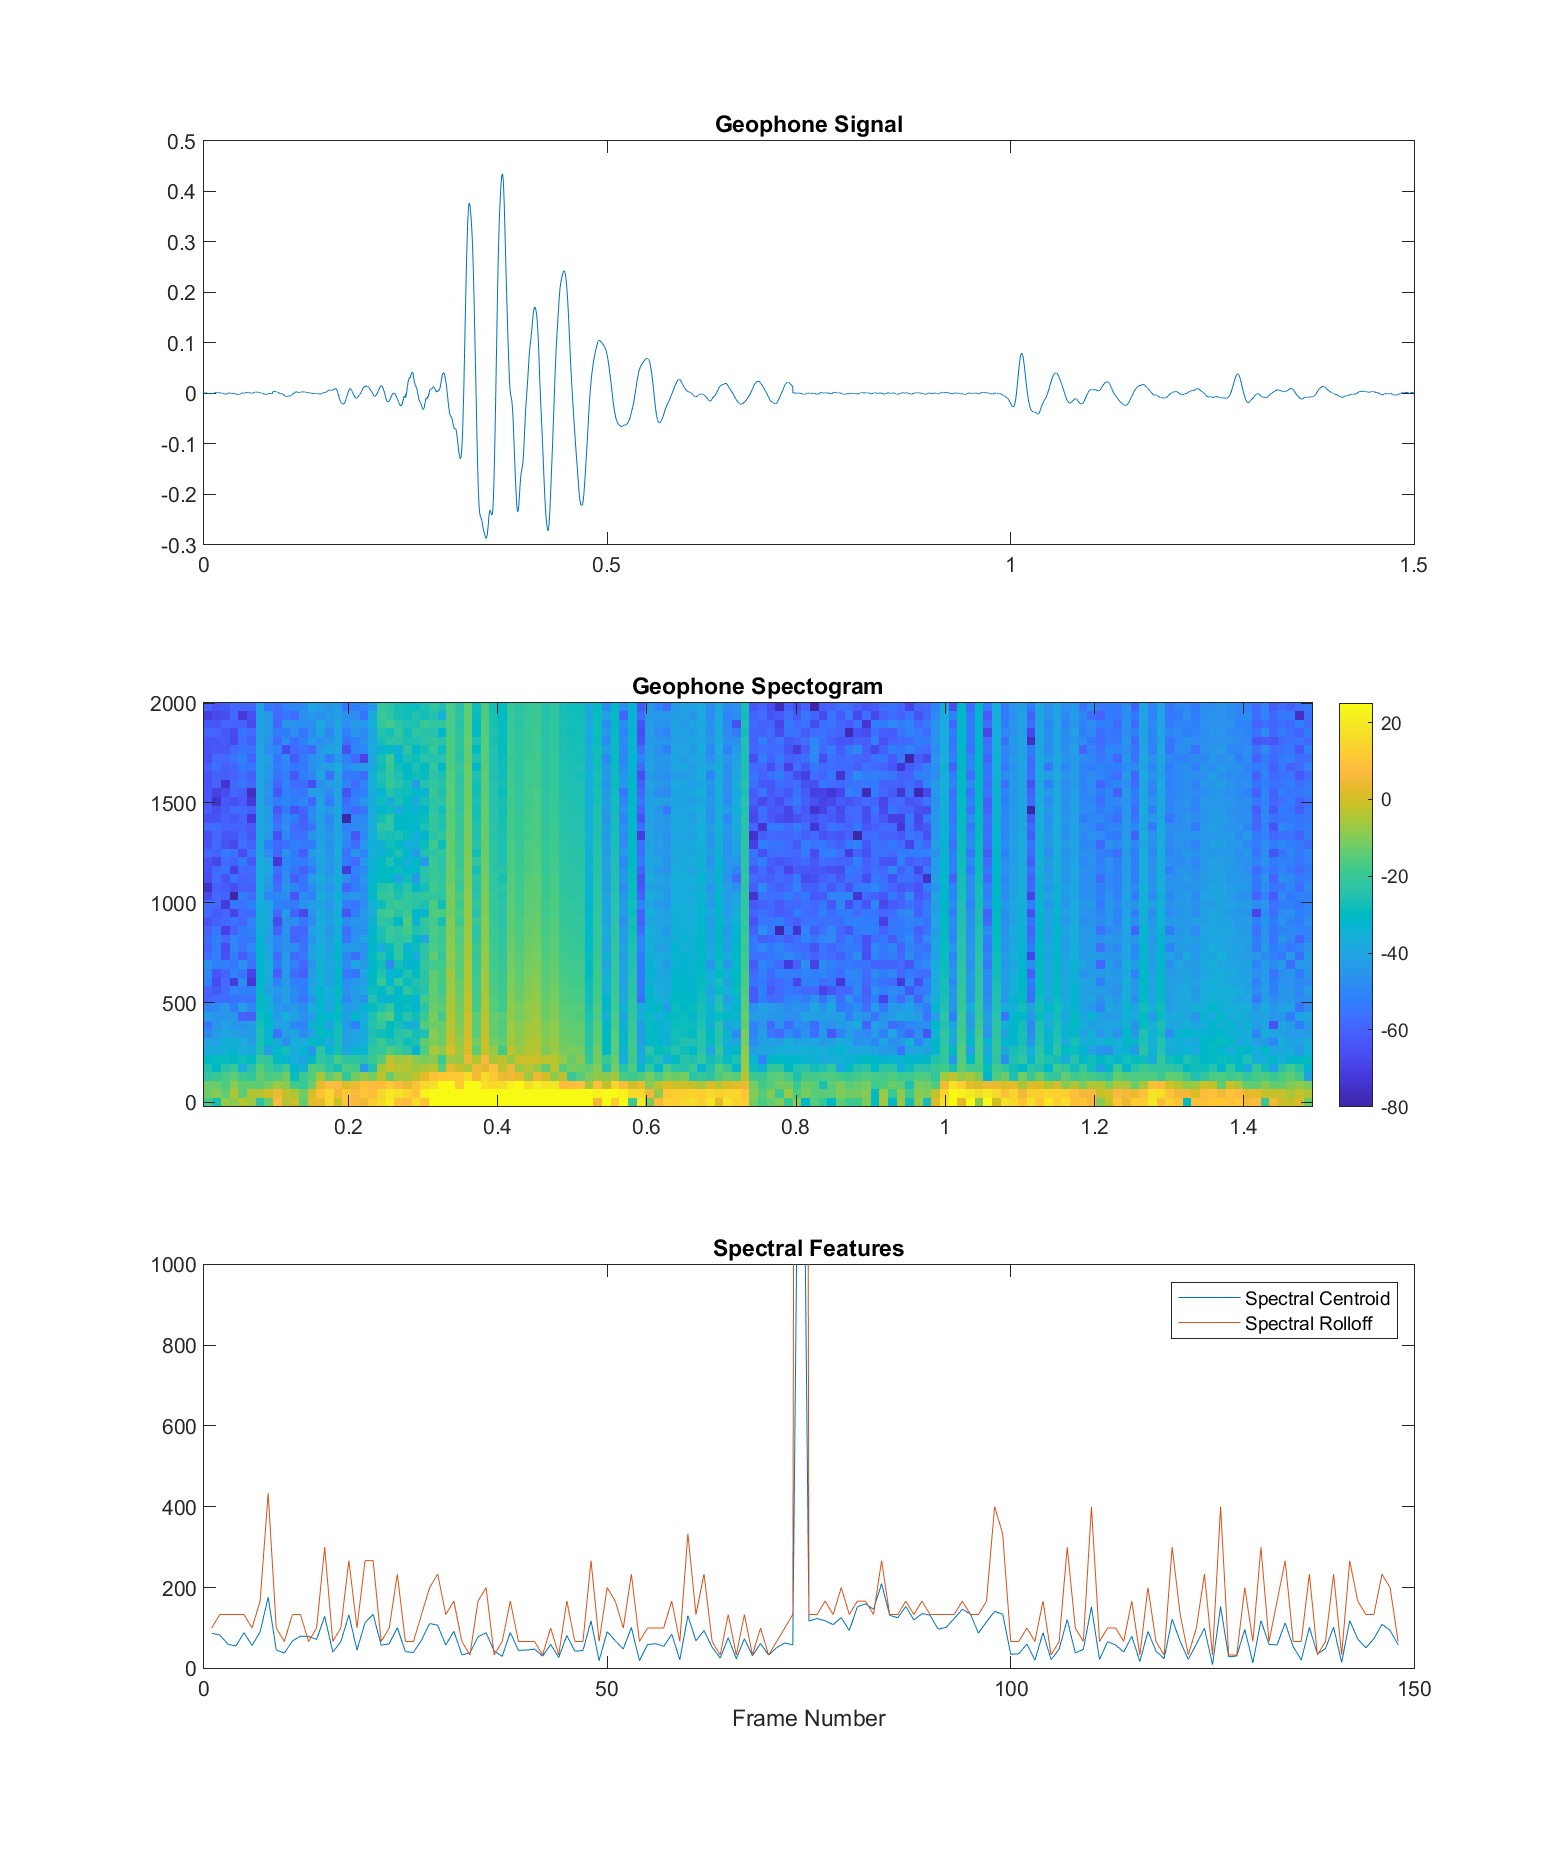 Geophone Signal
0.5
0.4
0.3
0.2
0.1
0
-0.1
-0.2
-0.3
0 0.5 1 1.5
Geophone Spectogram
2000
1500
1000
500
0
20
0
-20
-40
-60
-80
0.2 0.4 0.6 0.8 1 1.2 1.4
Spectral Features
1000
800
600
400
200
0
Spectral Centroid
Spectral Rolloff
0 50 100 150
Frame Number